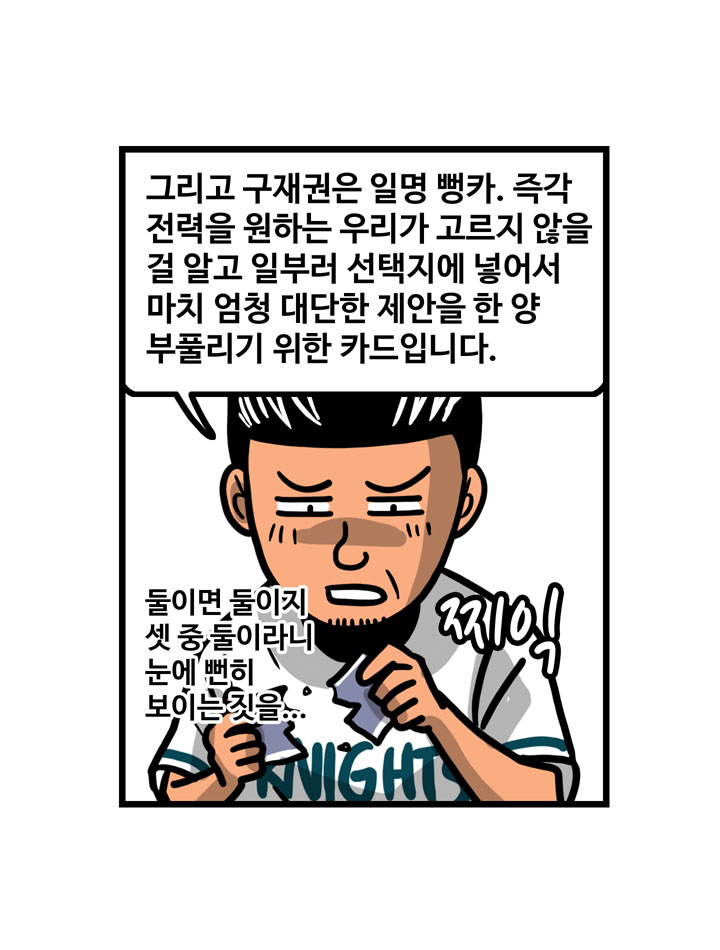 그리고 구재권은 일명 뻥카. 즉각
전력을 원하는 우리가 고르지 않을
걸 알고 일부러 선택지에 넣어서
마치 엄청 대단한 제안을 한 양
부풀리기 위한 카드입니다.
둘이면 둘이지
셋 중 둘이라니
눈에 뻔히
보이는 짓을...
찌익
KNIGHTS